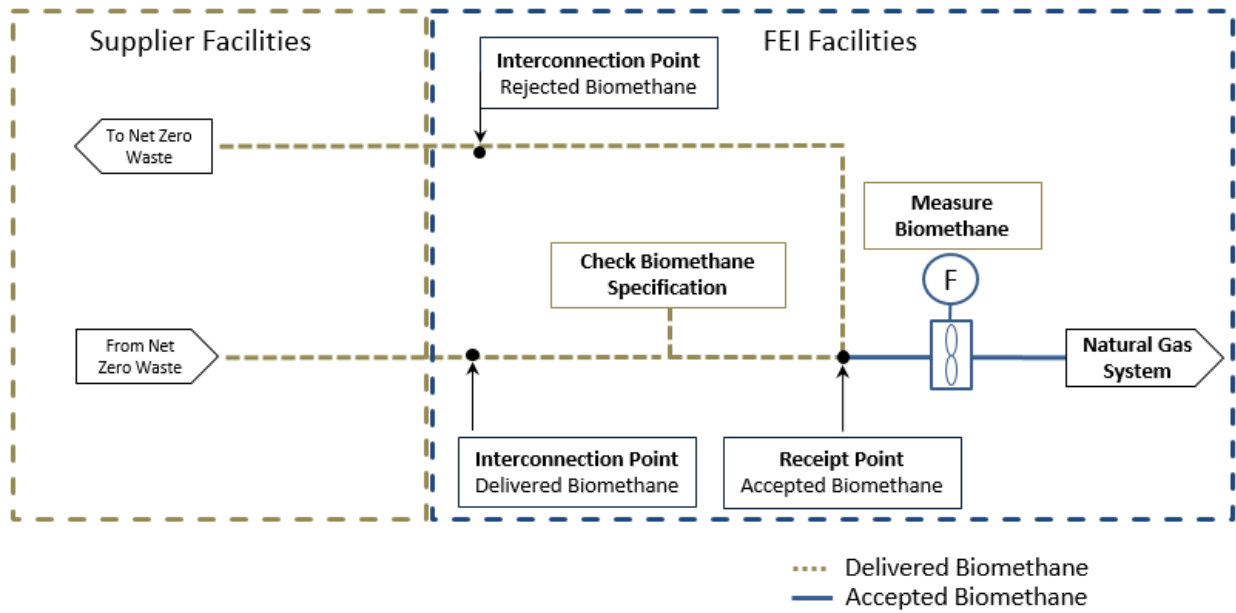 Supplier Facilities
FEI Facilities
Interconnection Point
Rejected Biomethane
To Net Zero
Waste
Measure
Biomethane
F
Check Biomethane
Specification
From Net
Zero Waste
Natural Gas
System
Interconnection Point
Delivered Biomethane
Receipt Point
Accepted Biomethane
Delivered Biomethane
Accepted Biomethane